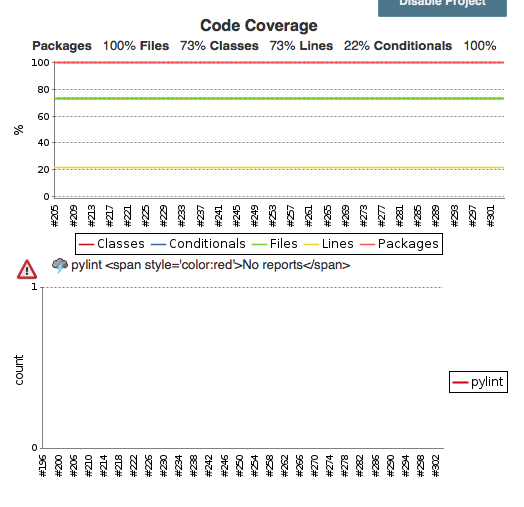 Disable Project
Code Coverage
Packages 100% Files 73% Classes 73% Lines 22% Conditionals 100%
100
80
60
40
20
0
%
#205 #209 #213 #217 #221 #225 #229 #233 #237 #241 #245 #249 #253 #257 #261 #265 #269 #273 #277 #281 #285 #289 #293 #297 #301
Classes Conditionals Files Lines Packages
pylint <span style='color:red'>No reports</span>
1
count
0
pylint
#196 #200 #206 #210 #214 #218 #222 #226 #230 #234 #238 #242 #246 #250 #254 #258 #262 #266 #270 #274 #278 #282 #286 #290 #294 #298 #302